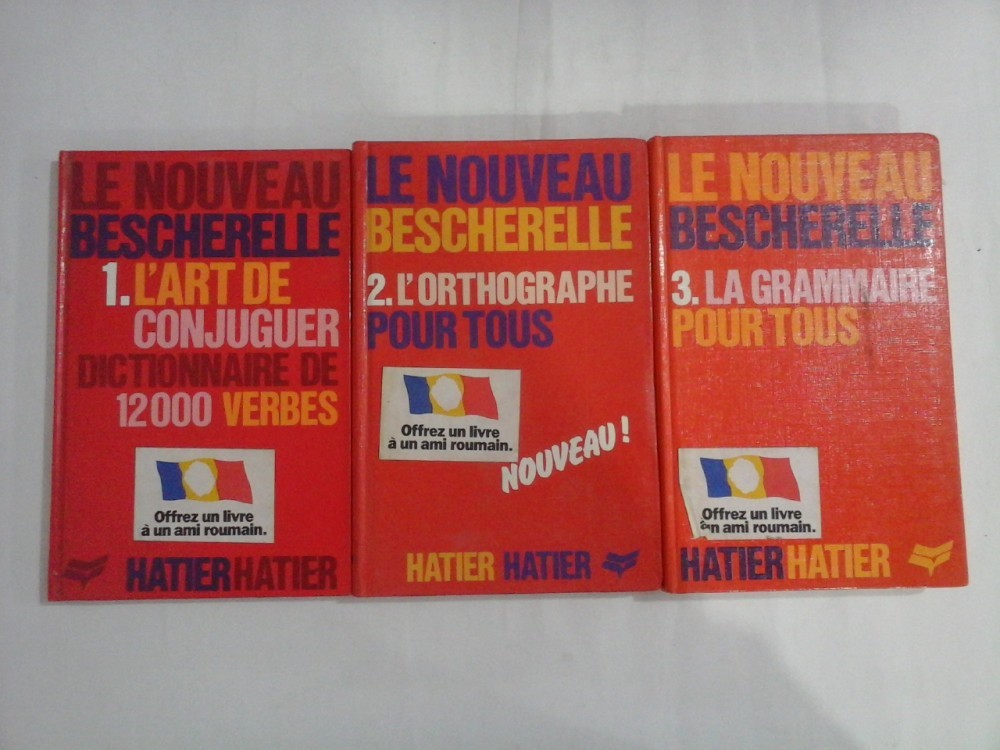 LE NOUVEAU
BESCHERELLE
1. L'ART DE
CONJUGUER
DICTIONNAIRE DE
12000 VERBES
Offrez un livre
à un ami roumain.
HATIER HATIER
LE NOUVEAU
BESCHERELLE
2. L'ORTHOGRAPHE
POUR TOUS
Offrez un livre
à un ami roumain.
NOUVEAU!
HATIER HATIER
LE NOUVEAU
BESCHERELLE
3. LA GRAMMAIRE
POUR TOUS
Offrez un livre
un ami roumain.
HATIER HATIER